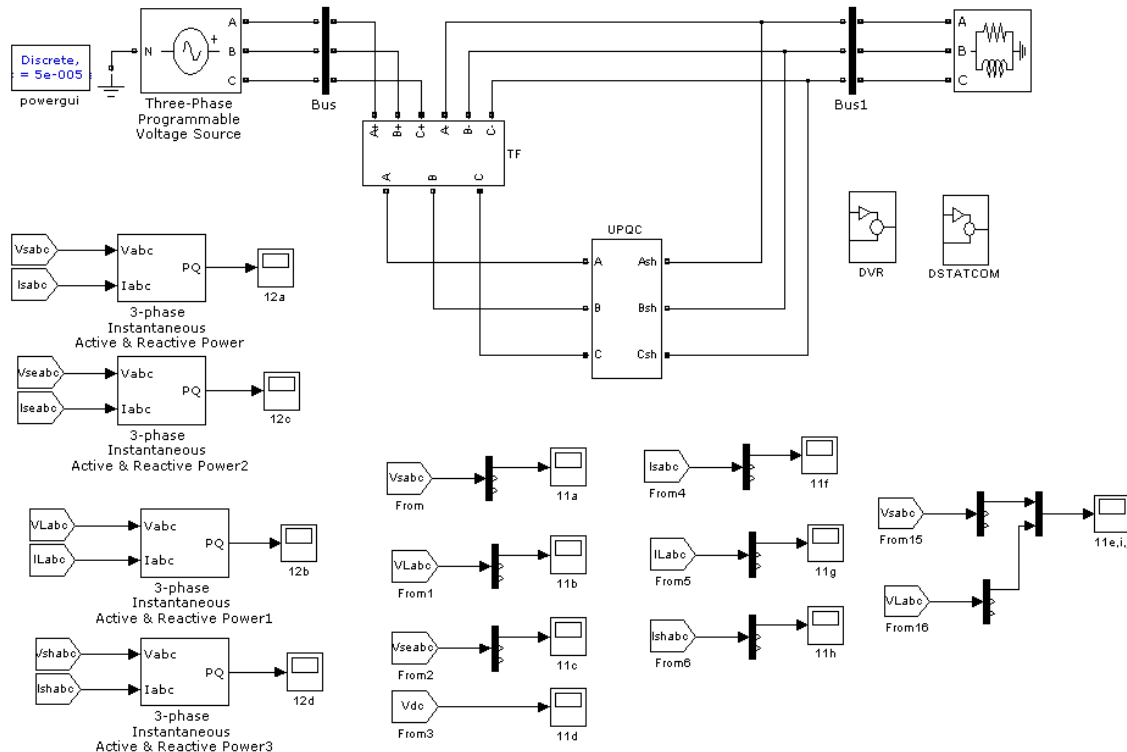 Discrete,
= 5e-005
powergui
N
A
B
C
Three-Phase
Programmable
Voltage Source
Bus
A+
B+
C+
A-
B-
C-
TF
A
B
C
Bus1
A
B
C
UPQC
A
B
C
Ash
Bsh
Csh
DVR
DSTATCOM
Vsabc
Isabc
Vabc
Iabc
PQ
12a
3-phase
Instantaneous
Active & Reactive Power
Vseabc
Iseabc
Vabc
Iabc
PQ
12c
3-phase
Instantaneous
Active & Reactive Power2
VLabc
ILabc
Vabc
Iabc
PQ
12b
3-phase
Instantaneous
Active & Reactive Power1
Vshabc
Ishabc
Vabc
Iabc
PQ
12d
3-phase
Instantaneous
Active & Reactive Power3
Vsabc
From
11a
VLabc
From1
11b
Vseabc
From2
11c
Vdc
From3
11d
Isabc
From4
11f
ILabc
From5
11g
Ishabc
From6
11h
Vsabc
From15
VLabc
From16
11e,i,